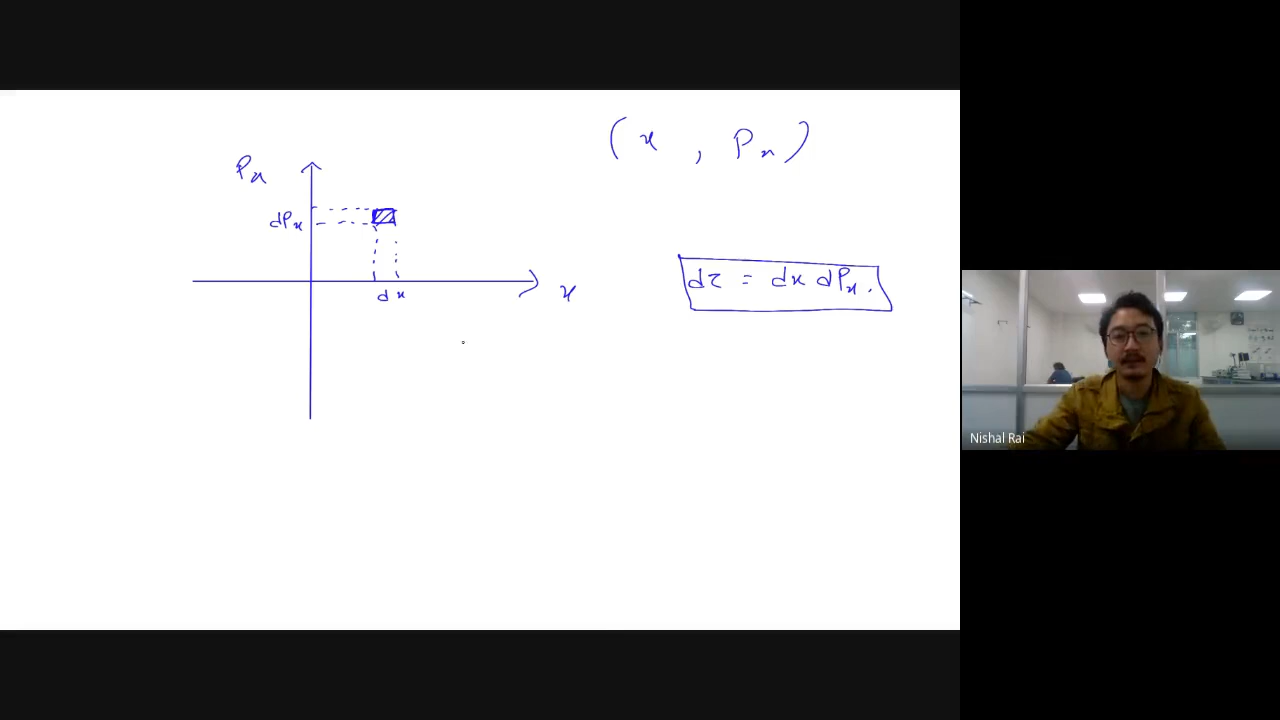 (x , Px)
Px
dPx
dx
x
dτ = dx dPx.
Nishal Rai